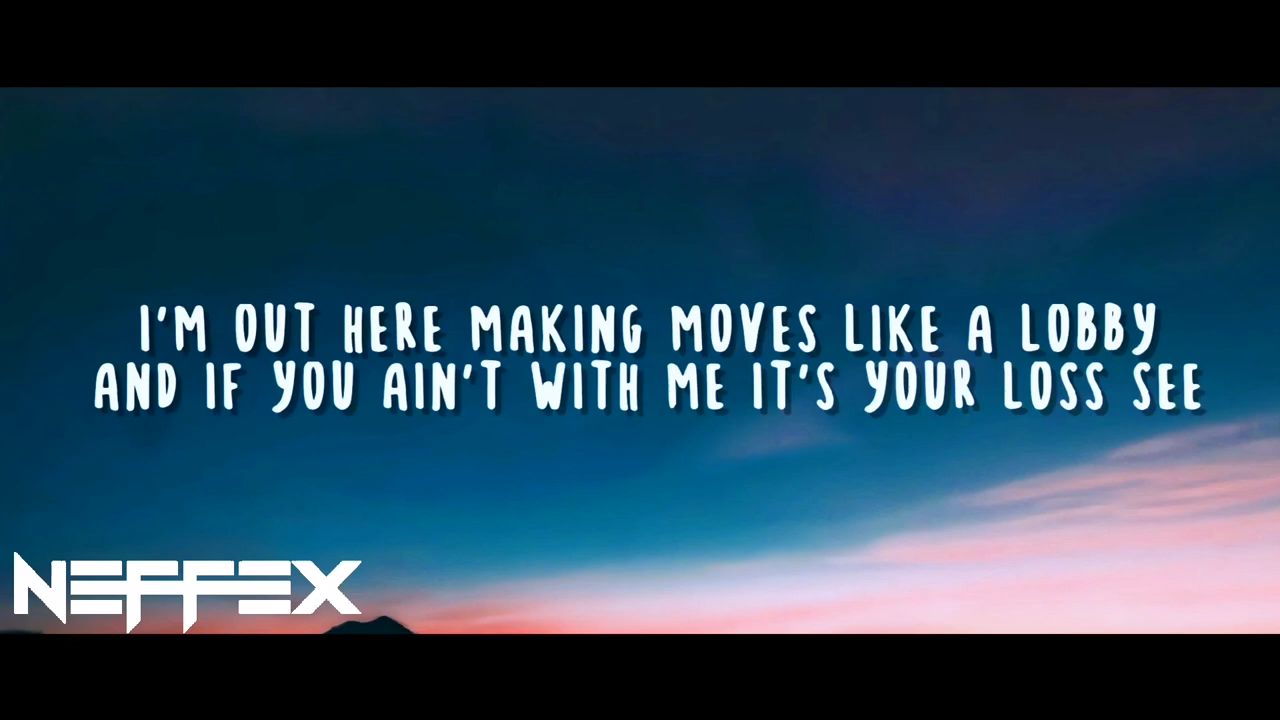 I'M OUT HERE MAKING MOVES LIKE A LOBBY
AND IF YOU AIN'T WITH ME IT'S YOUR LOSS SEE
NEFFEX